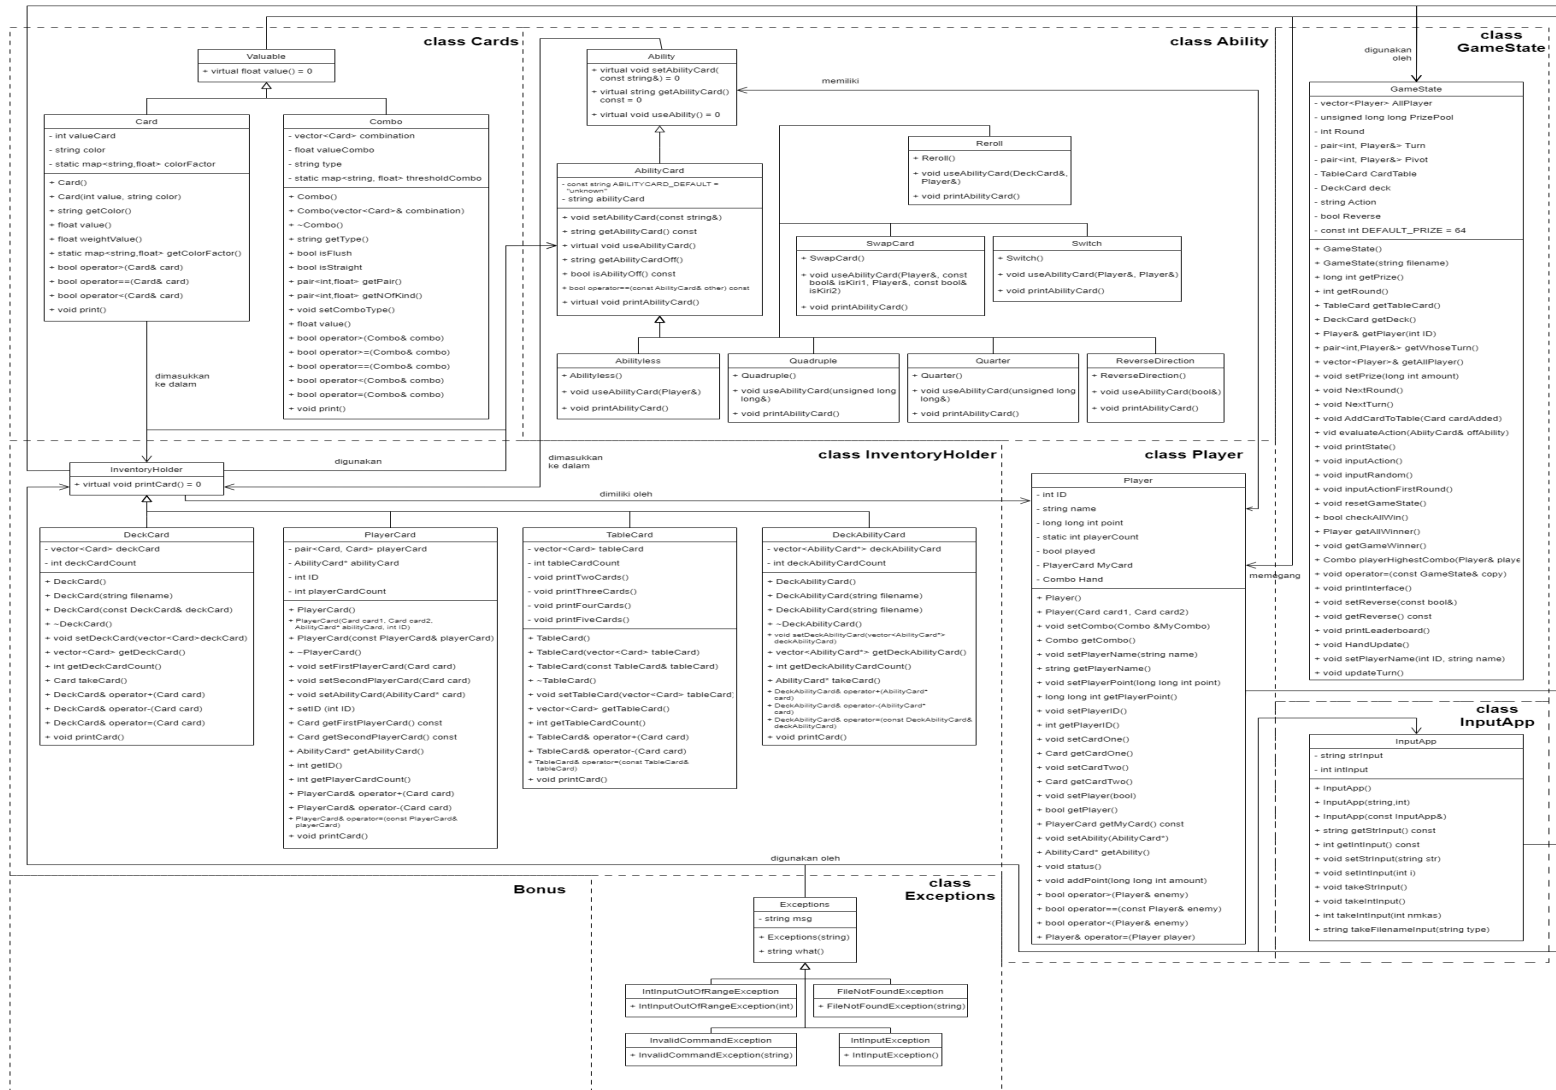 class Cards
Valuable
+ virtual float value() = 0
Card
- int valueCard
- string color
- static map<string,float> colorFactor
+ Card()
+ Card(int value, string color)
+ string getColor()
+ float value()
+ float weightValue()
+ static map<string,float> getColorFactor()
+ bool operator>(Card& card)
+ bool operator==(Card& card)
+ bool operator<(Card& card)
+ void print()
Combo
- vector<Card> combination
- float valueCombo
- string type
- static map<string, float> thresholdCombo
+ Combo()
+ Combo(vector<Card>& combination)
+ ~Combo()
+ string getType()
+ bool isFlush
+ bool isStraight
+ pair<int,float> getPair()
+ pair<int,float> getNOfKind()
+ void setComboType()
+ float value()
+ bool operator>(Combo& combo)
+ bool operator>=(Combo& combo)
+ bool operator==(Combo& combo)
+ bool operator<(Combo& combo)
+ bool operator=(Combo& combo)
+ void print()
dimasukkan
ke dalam
class Ability
Ability
+ virtual void setAbilityCard(
const string&) = 0
+ virtual string getAbilityCard()
const = 0
+ virtual void useAbility() = 0
memiliki
AbilityCard
- const string ABILITYCARD_DEFAULT =
"unknown"
- string abilityCard
+ void setAbilityCard(const string&)
+ string getAbilityCard() const
+ virtual void useAbilityCard()
+ string getAbilityCardOff()
+ bool isAbilityOff() const
+ bool operator==(const AbilityCard& other) const
+ virtual void printAbilityCard()
Reroll
+ Reroll()
+ void useAbilityCard(DeckCard&,
Player&)
+ void printAbilityCard()
SwapCard
+ SwapCard()
+ void useAbilityCard(Player&, const
bool& isKiri1, Player&, const bool&
isKiri2)
+ void printAbilityCard()
Switch
+ Switch()
+ void useAbilityCard(Player&, Player&)
+ void printAbilityCard()
Abilityless
+ Abilityless()
+ void useAbilityCard(Player&)
+ void printAbilityCard()
Quadruple
+ Quadruple()
+ void useAbilityCard(unsigned long
long&)
+ void printAbilityCard()
Quarter
+ Quarter()
+ void useAbilityCard(unsigned long
long&)
+ void printAbilityCard()
ReverseDirection
+ ReverseDirection()
+ void useAbilityCard(bool&)
+ void printAbilityCard()
class
GameState
digunakan
oleh
GameState
- vector<Player> AllPlayer
- unsigned long long PrizePool
- int Round
- pair<int, Player&> Turn
- pair<int, Player&> Pivot
- TableCard CardTable
- DeckCard deck
- string Action
- bool Reverse
- const int DEFAULT_PRIZE = 64
+ GameState()
+ GameState(string filename)
+ long int getPrize()
+ int getRound()
+ TableCard getTableCard()
+ DeckCard getDeck()
+ Player& getPlayer(int ID)
+ pair<int,Player&> getWhoseTurn()
+ vector<Player>& getAllPlayer()
+ void setPrize(long int amount)
+ void NextRound()
+ void NextTurn()
+ void AddCardToTable(Card cardAdded)
+ vid evaluateAction(AblityCard& offAbility)
+ void printState()
+ void inputAction()
+ void inputRandom()
+ void inputActionFirstRound()
+ void resetGameState()
+ bool checkAllWin()
+ Player getAllWinner()
+ void getGameWinner()
+ Combo playerHighestCombo(Player& playe
+ void operator=(const GameState& copy)
+ void printInterface()
+ void setReverse(const bool&)
+ void getReverse() const
+ void printLeaderboard()
+ void HandUpdate()
+ void setPlayerName(int ID, string name)
+ void updateTurn()
class InventoryHolder
InventoryHolder
+ virtual void printCard() = 0
digunakan
dimasukkan
ke dalam
dimiliki oleh
DeckCard
- vector<Card> deckCard
- int deckCardCount
+ DeckCard()
+ DeckCard(string filename)
+ DeckCard(const DeckCard& deckCard)
+ ~DeckCard()
+ void setDeckCard(vector<Card>deckCard)
+ vector<Card> getDeckCard()
+ int getDeckCardCount()
+ Card takeCard()
+ DeckCard& operator+(Card card)
+ DeckCard& operator-(Card card)
+ DeckCard& operator=(Card card)
+ void printCard()
PlayerCard
- pair<Card, Card> playerCard
- AbilityCard* abilityCard
- int ID
- int playerCardCount
+ PlayerCard()
+ PlayerCard(Card card1, Card card2,
AbilityCard* abilityCard, int ID)
+ PlayerCard(const PlayerCard& playerCard)
+ ~PlayerCard()
+ void setFirstPlayerCard(Card card)
+ void setSecondPlayerCard(Card card)
+ void setAbilityCard(AbilityCard* card)
+ setID (int ID)
+ Card getFirstPlayerCard() const
+ Card getSecondPlayerCard() const
+ AbilityCard* getAbilityCard()
+ int getID()
+ int getPlayerCardCount()
+ PlayerCard& operator+(Card card)
+ PlayerCard& operator-(Card card)
+ PlayerCard& operator=(const PlayerCard&
playerCard)
+ void printCard()
TableCard
- vector<Card> tableCard
- int tableCardCount
- void printTwoCards()
- void printThreeCards()
- void printFourCards()
- void printFiveCards()
+ TableCard()
+ TableCard(vector<Card> tableCard)
+ TableCard(const TableCard& tableCard)
+ ~TableCard()
+ void setTableCard(vector<Card> tableCard)
+ vector<Card> getTableCard()
+ int getTableCardCount()
+ TableCard& operator+(Card card)
+ TableCard& operator-(Card card)
+ TableCard& operator=(const TableCard&
tableCard)
+ void printCard()
DeckAbilityCard
- vector<AbilityCard*> deckAbilityCard
- int deckAbilityCardCount
+ DeckAbilityCard()
+ DeckAbilityCard(string filename)
+ DeckAbilityCard(string filename)
+ ~DeckAbilityCard()
+ void setDeckAbilityCard(vector<AbilityCard*>
deckAbilityCard)
+ vector<AbilityCard*> getDeckAbilityCard()
+ int getDeckAbilityCardCount()
+ AbilityCard* takeCard()
+ DeckAbilityCard& operator+(AbilityCard*
card)
+ DeckAbilityCard& operator-(AbilityCard*
card)
+ DeckAbilityCard& operator=(const DeckAbilityCard&
deckAbilityCard)
+ void printCard()
class Player
Player
- int ID
- string name
- long long int point
- static int playerCount
- bool played
- PlayerCard MyCard
- Combo Hand
+ Player()
+ Player(Card card1, Card card2)
+ void setCombo(Combo &MyCombo)
+ Combo getCombo()
+ void setPlayerName(string name)
+ string getPlayerName()
+ void setPlayerPoint(long long int point)
+ long long int getPlayerPoint()
+ void setPlayerID()
+ int getPlayerID()
+ void setCardOne()
+ Card getCardOne()
+ void setCardTwo()
+ Card getCardTwo()
+ void setPlayer(bool)
+ bool getPlayer()
+ PlayerCard getMyCard() const
+ void setAbility(AbilityCard*)
+ AbilityCard* getAbility()
+ void status()
+ void addPoint(long long int amount)
+ bool operator>(Player& enemy)
+ bool operator==(const Player& enemy)
+ bool operator<(Player& enemy)
+ Player& operator=(Player player)
memegang
class
InputApp
InputApp
- string strInput
- int intInput
+ InputApp()
+ InputApp(string,int)
+ InputApp(const InputApp&)
+ string getStrInput() const
+ int getIntInput() const
+ void setStrInput(string str)
+ void setIntInput(int i)
+ void takeStrInput()
+ void takeIntInput()
+ int takeIntInput(int nmkas)
+ string takeFilenameInput(string type)
digunakan oleh
Bonus
class
Exceptions
Exceptions
- string msg
+ Exceptions(string)
+ string what()
IntInputOutOfRangeException
+ IntInputOutOfRangeException(int)
FileNotFoundException
+ FileNotFoundException(string)
InvalidCommandException
+ InvalidCommandException(string)
IntInputException
+ IntInputException()